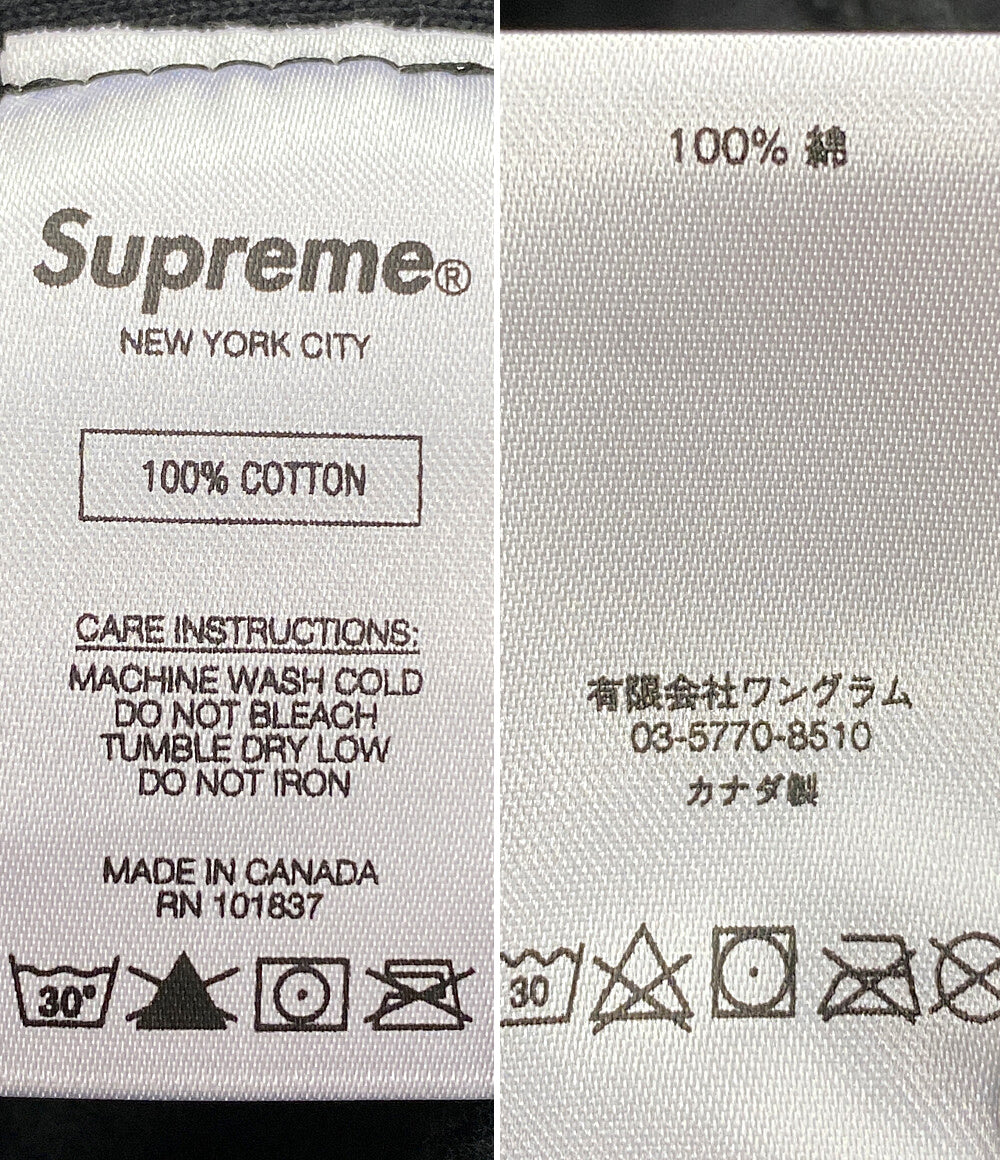 Supreme®
NEW YORK CITY
100% COTTON
CARE INSTRUCTIONS:
MACHINE WASH COLD
DO NOT BLEACH
TUMBLE DRY LOW
DO NOT IRON
MADE IN CANADA
RN 101837
30°
100% 綿
有限会社ワングラム
03-5770-8510
カナダ製
30